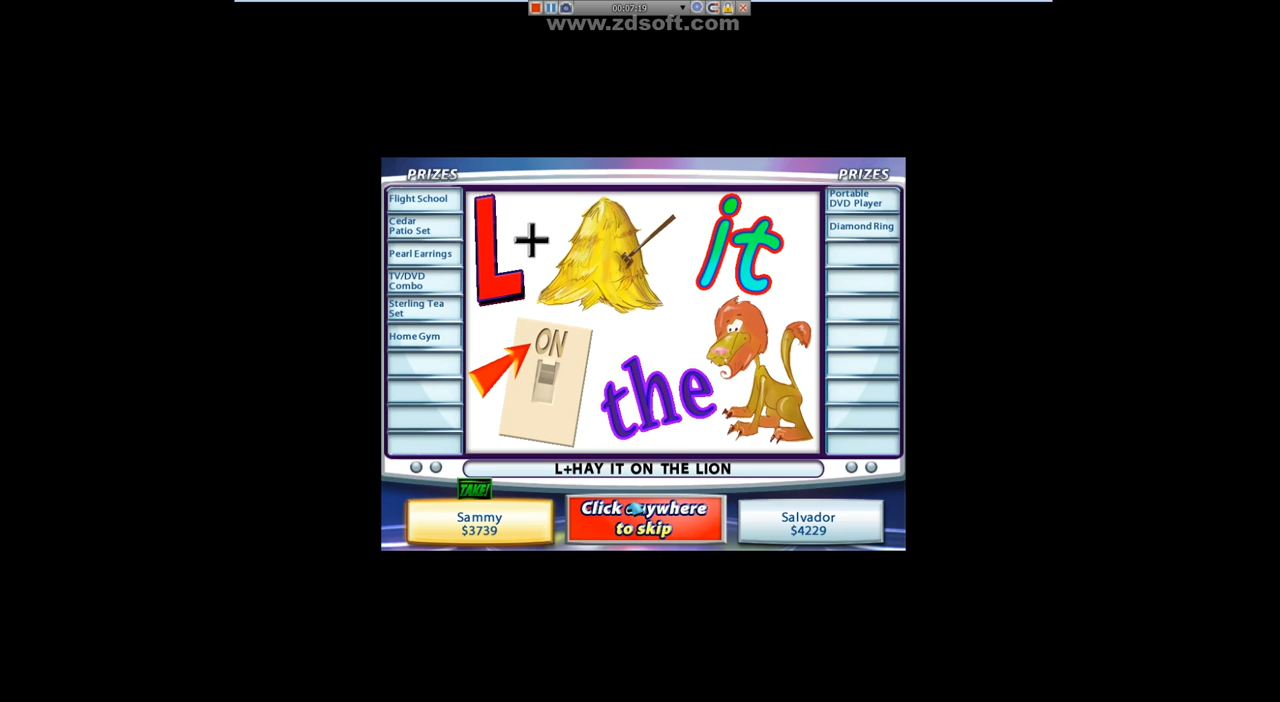 00:07:19
www.zdsoft.com
PRIZES
PRIZES
Flight School
Cedar
Patio Set
Pearl Earrings
TV/DVD
Combo
Sterling Tea
Set
Home Gym
Portable
DVD Player
Diamond Ring
L+
it
ON
the
L+HAY IT ON THE LION
TAKE!
Sammy
$3739
Click anywhere
to skip
Salvador
$4229